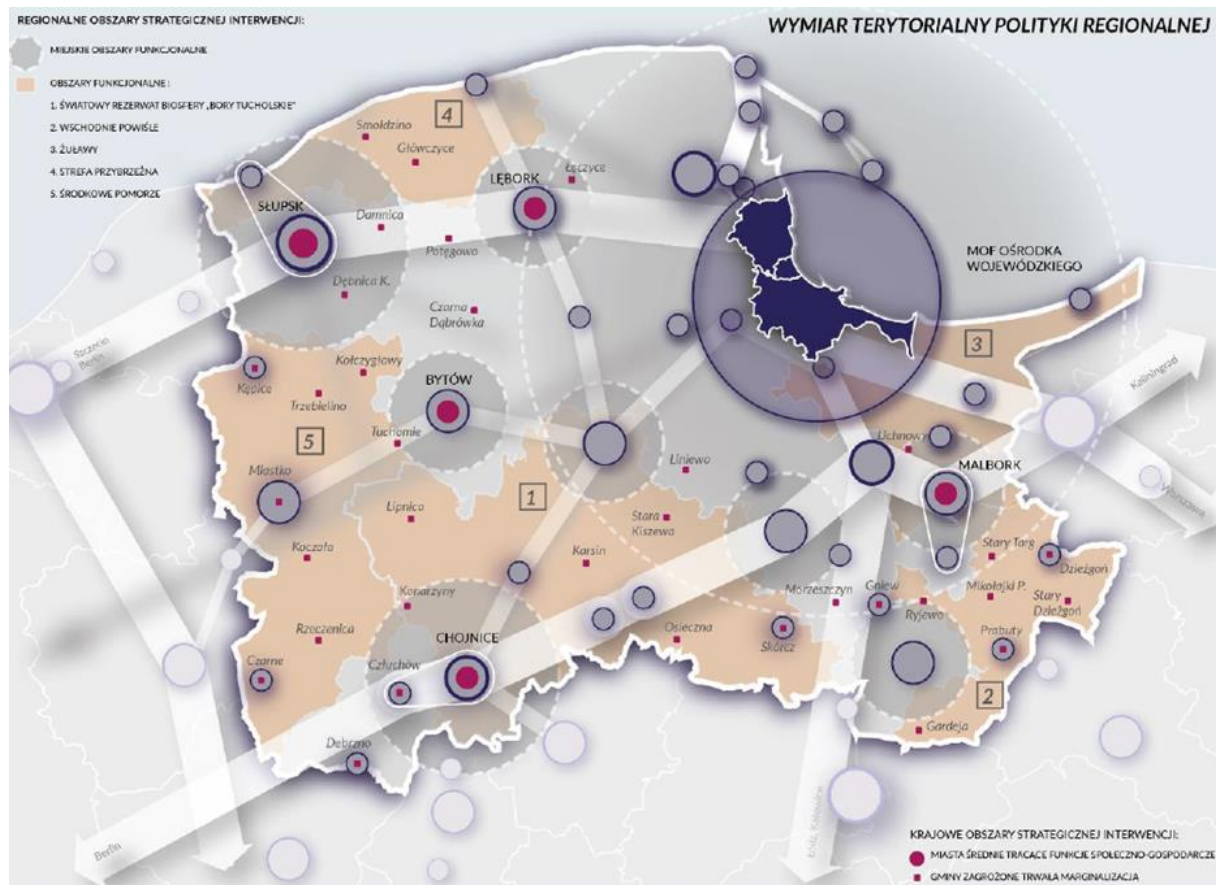 REGIONALNE OBSZARY STRATEGICZNEJ INTERWENCJI:
WYMIAR TERYTORIALNY POLITYKI REGIONALNEJ
MIEJSKIE OBSZARY FUNKCJONALNE
OBSZARY FUNKCJONALNE :
1. ŚWIATOWY REZERWAT BIOSFERY „BORY TUCHOLSKIE"
2. WSCHODNIE POWIŚLE
3. ŻUŁAWY
4. STREFA PRZYBRZEŻNA
5. ŚRODKOWE POMORZE
4
Smołdzino
Główczyce
LĘBORK
Łęczyce
SŁUPSK
Damnica
Potęgowo
MOF OŚRODKA
WOJEWÓDZKIEGO
Dębnica K.
Czarna
Dąbrówka
Szczecin
Berlin
3
Kaliningrad
Kołczygłowy
Kępice
Trzebielino
BYTÓW
5
Tuchomie
Lichnowy
Liniewo
MALBORK
Miastko
1
Lipnica
Stara
Kiszewa
Warszawa
Koczała
Karsin
Stary Targ
Dzierzgoń
Konarzyny
Morzeszczyn
Gniew
Mikołajki P.
Stary
Dzierzgoń
Ryjewo
Rzeczenica
CHOJNICE
Osieczna
Skórcz
Prabuty
Czarne
Człuchów
2
Gardeja
Debrzno
Berlin
KRAJOWE OBSZARY STRATEGICZNEJ INTERWENCJI:
MIASTA ŚREDNIE TRACĄCE FUNKCJE SPOŁECZNO-GOSPODARCZE
GMINY ZAGROŻONE TRWAŁĄ MARGINALIZACJĄ